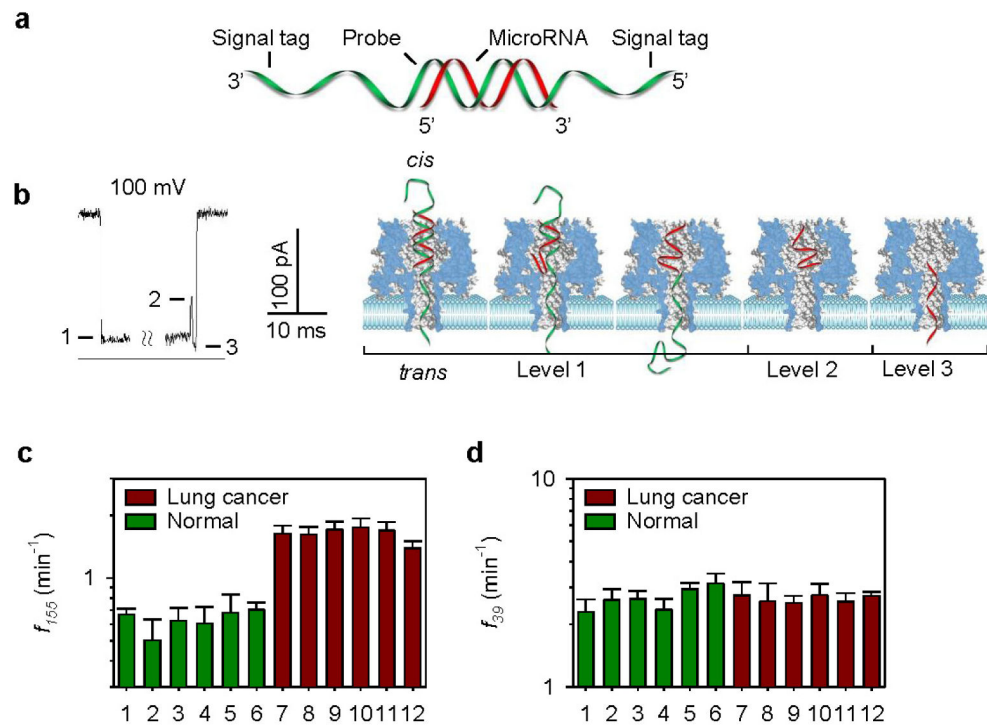 a
Signal tag Probe MicroRNA Signal tag
3’ 5’
5’ 3’
b
100 mV
cis
100 pA
10 ms
1
2
3
trans Level 1 Level 2 Level 3
c
Lung cancer
Normal
1
f155 (min−1)
1 2 3 4 5 6 7 8 9 10 11 12
d
10
Lung cancer
Normal
f39 (min−1)
1
1 2 3 4 5 6 7 8 9 10 11 12